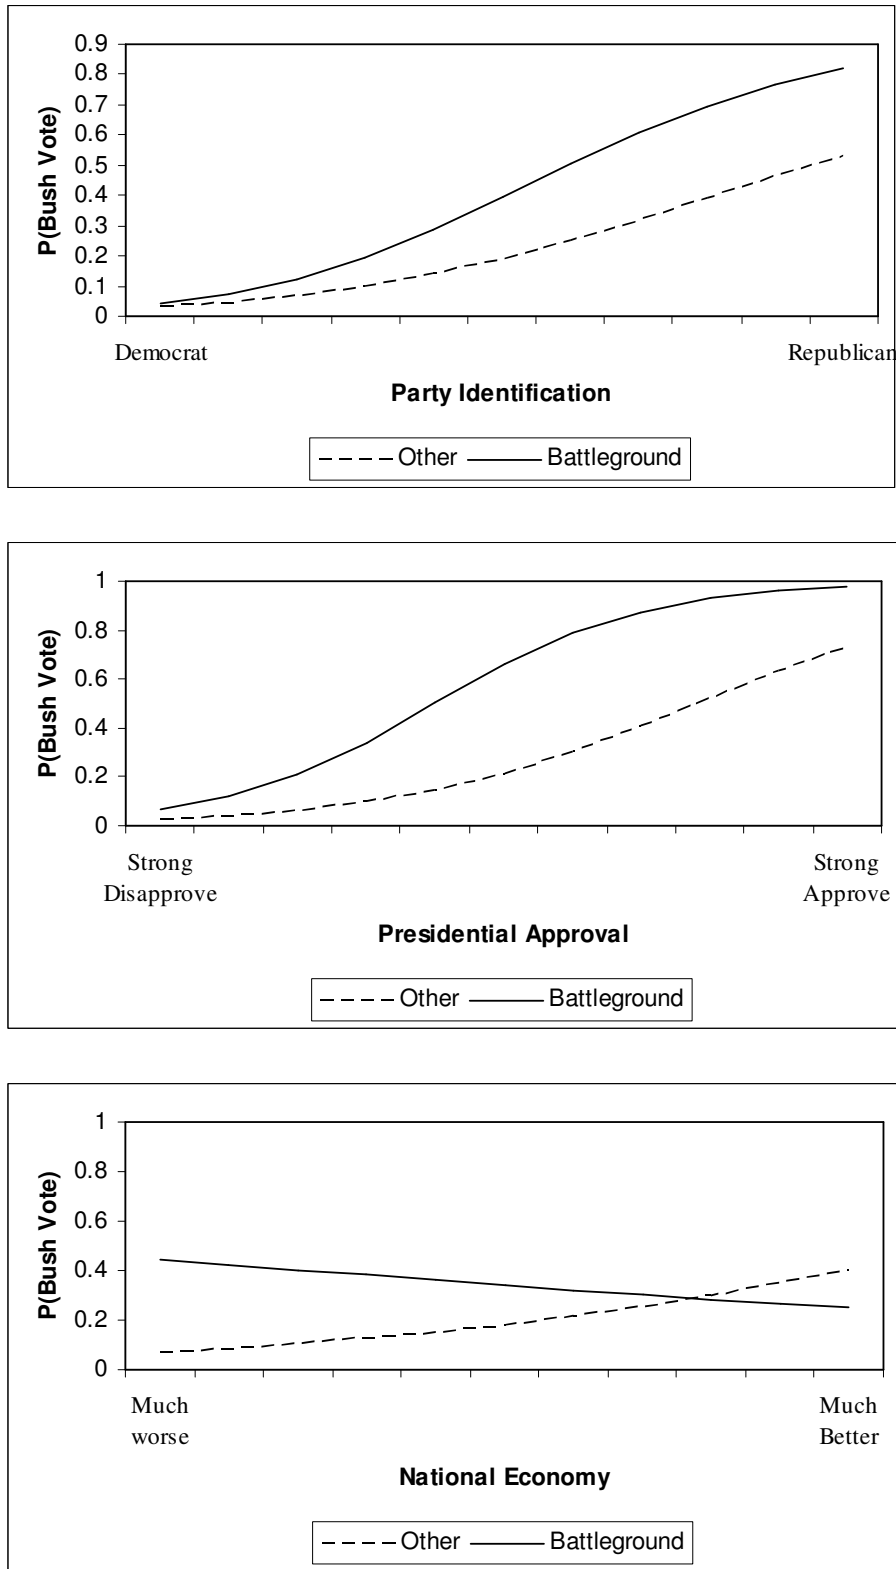 0.9
0.8
0.7
0.6
0.5
0.4
0.3
0.2
0.1
0
P(Bush Vote)
Democrat Republican
Party Identification
Other Battleground
1
0.8
0.6
0.4
0.2
0
P(Bush Vote)
Strong Strong
Disapprove Approve
Presidential Approval
Other Battleground
1
0.8
0.6
0.4
0.2
0
P(Bush Vote)
Much Much
worse Better
National Economy
Other Battleground